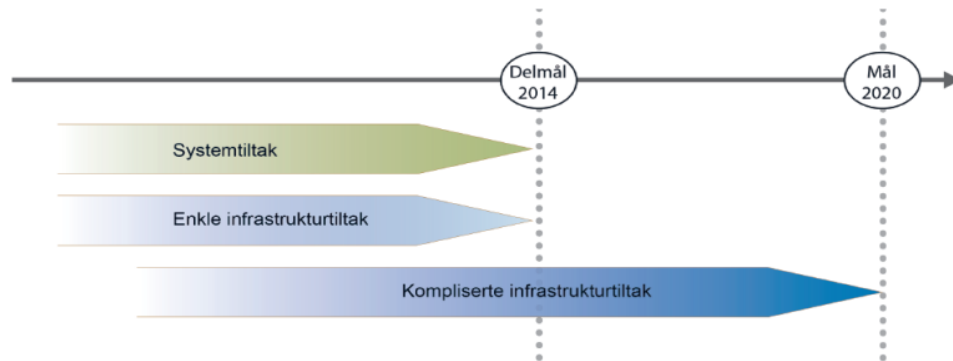 Delmål
2014
Mål
2020
Systemtiltak
Enkle infrastrukturtiltak
Kompliserte infrastrukturtiltak